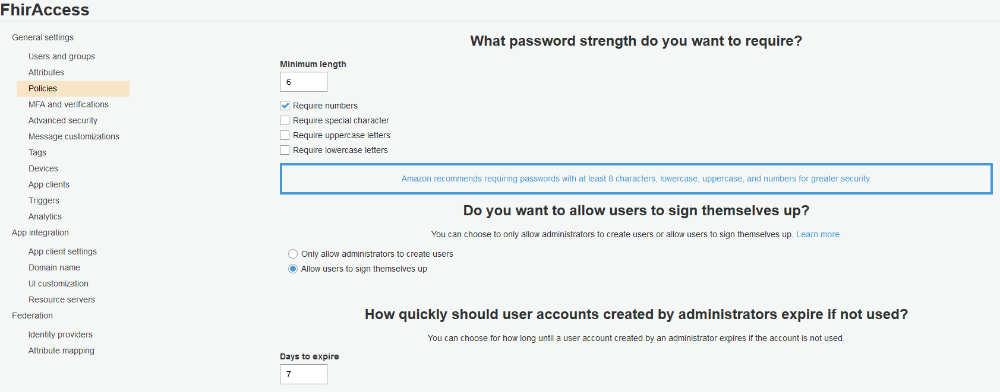 FhirAccess
General settings
Users and groups
Attributes
Policies
MFA and verifications
Advanced security
Message customizations
Tags
Devices
App clients
Triggers
Analytics
App integration
App client settings
Domain name
UI customization
Resource servers
Federation
Identity providers
Attribute mapping
What password strength do you want to require?
Minimum length
6
Require numbers
Require special character
Require uppercase letters
Require lowercase letters
Amazon recommends requiring passwords with at least 8 characters, lowercase, uppercase, and numbers for greater security.
Do you want to allow users to sign themselves up?
You can choose to only allow administrators to create users or allow users to sign themselves up. Learn more.
Only allow administrators to create users
Allow users to sign themselves up
How quickly should user accounts created by administrators expire if not used?
You can choose for how long until a user account created by an administrator expires if the account is not used.
Days to expire
7